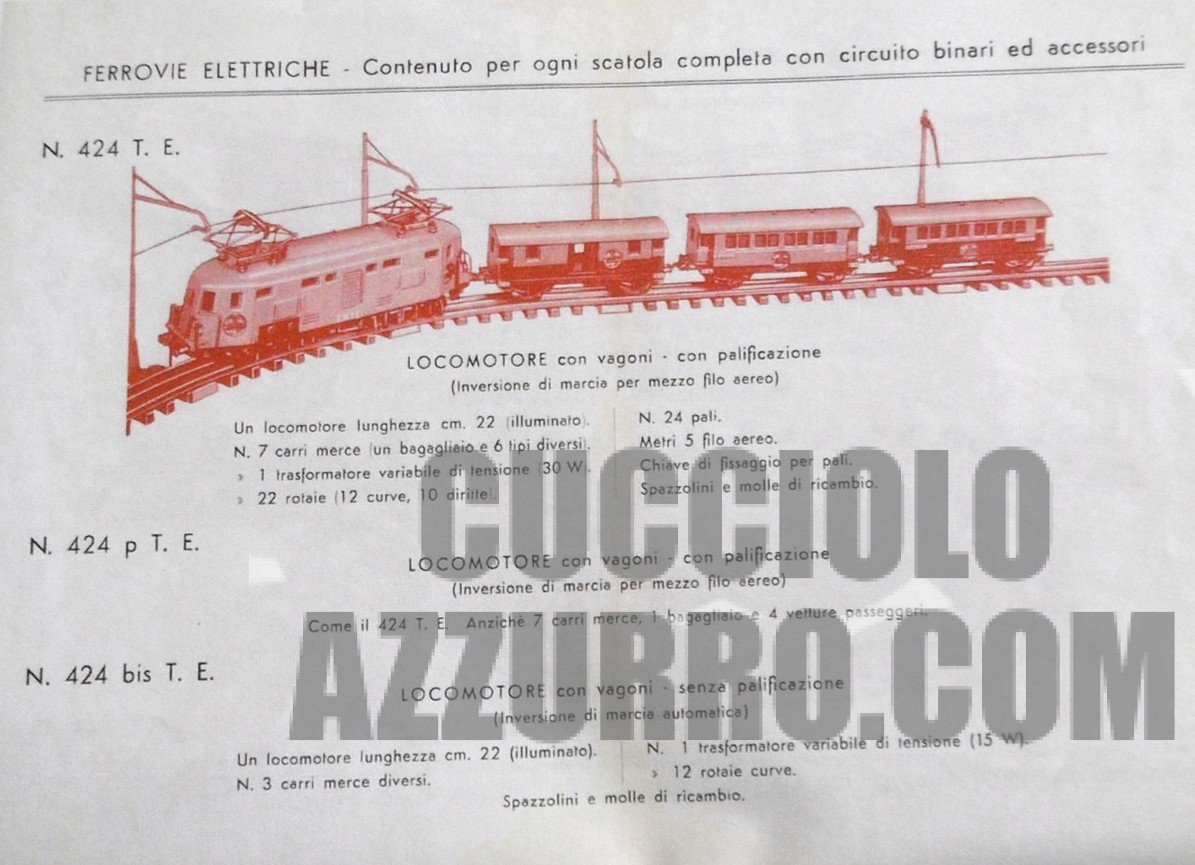 FERROVIE ELETTRICHE - Contenuto per ogni scatola completa con circuito binari ed accessori
N. 424 T. E.
LOCOMOTORE con vagoni - con palificazione
(Inversione di marcia per mezzo filo aereo)
Un locomotore lunghezza cm. 22 (illuminato).
N. 7 carri merce (un bagagliaio e 6 tipi diversi).
» 1 trasformatore variabile di tensione (30 W).
» 22 rotaie (12 curve, 10 diritte).
N. 24 pali.
Metri 5 filo aereo.
Chiave di fissaggio per pali.
Spazzolini e molle di ricambio.
N. 424 p T. E.
LOCOMOTORE con vagoni - con palificazione
(Inversione di marcia per mezzo filo aereo)
Come il 424 T. E. Anzichè 7 carri merce, 1 bagagliaio e 4 vetture passeggeri.
N. 424 bis T. E.
LOCOMOTORE con vagoni - senza palificazione
(Inversione di marcia automatica)
Un locomotore lunghezza cm. 22 (illuminato).
N. 3 carri merce diversi.
N. 1 trasformatore variabile di tensione (15 W).
» 12 rotaie curve.
Spazzolini e molle di ricambio.
CUCCIOLO
AZZURRO.COM